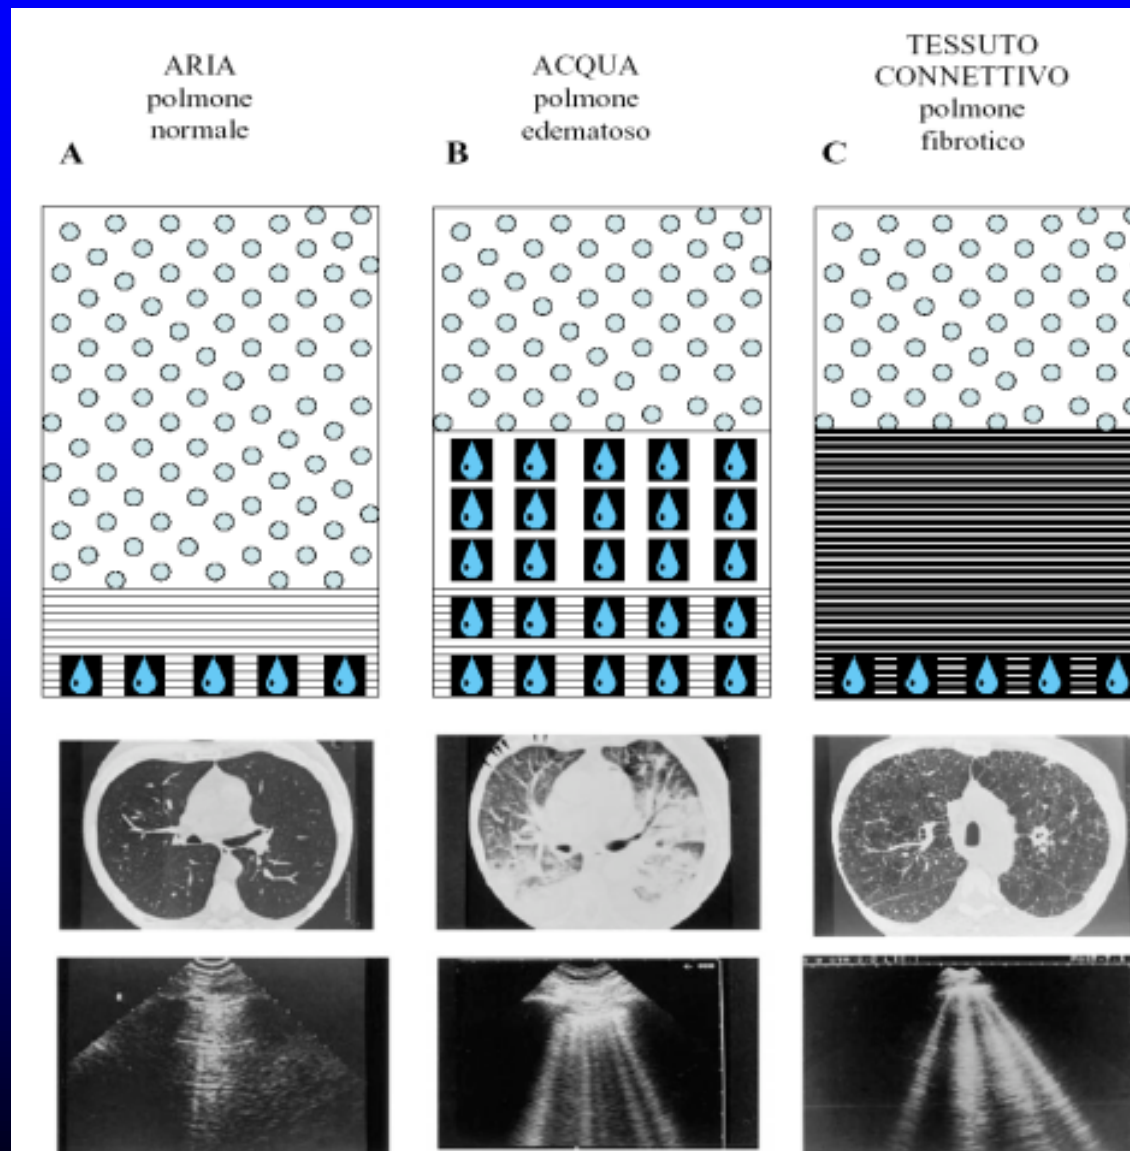 ARIA
polmone
normale
A
ACQUA
polmone
edematoso
B
TESSUTO
CONNETTIVO
polmone
fibrotico
C